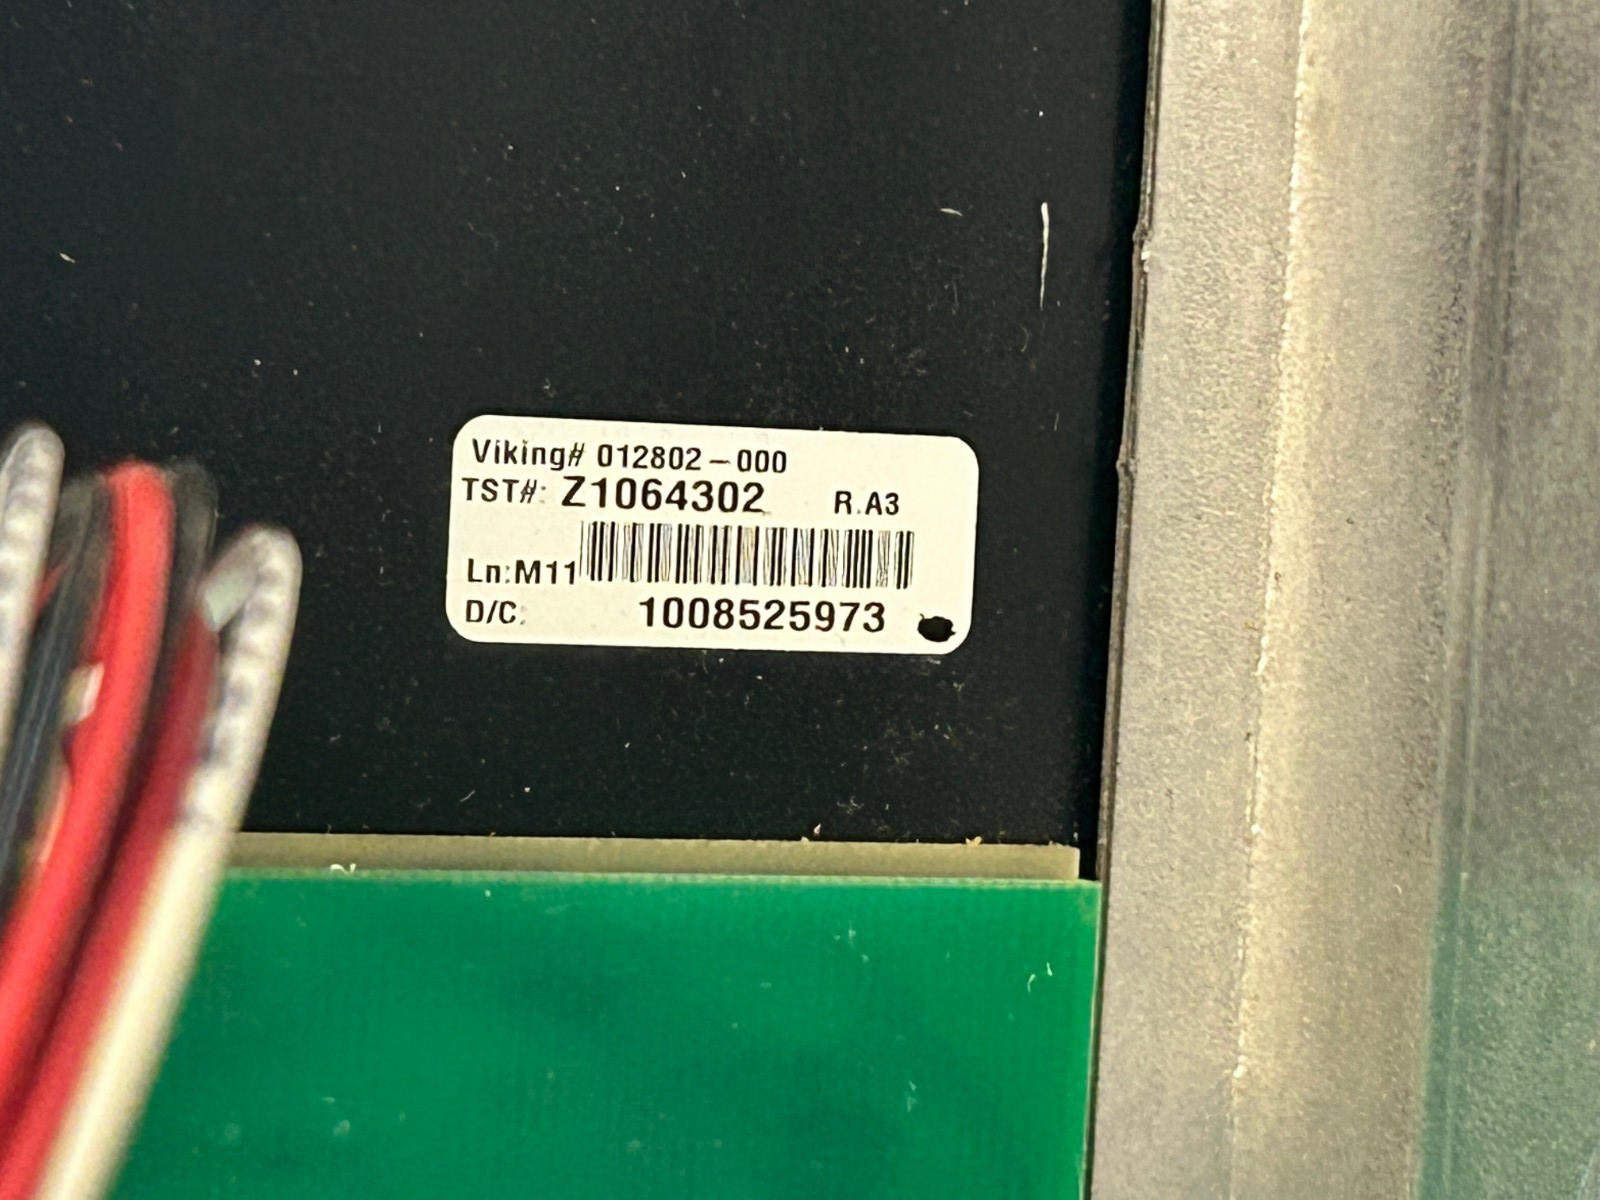 Viking# 012802-000
TST#: Z1064302 R.A3
Ln:M11
D/C: 1008525973